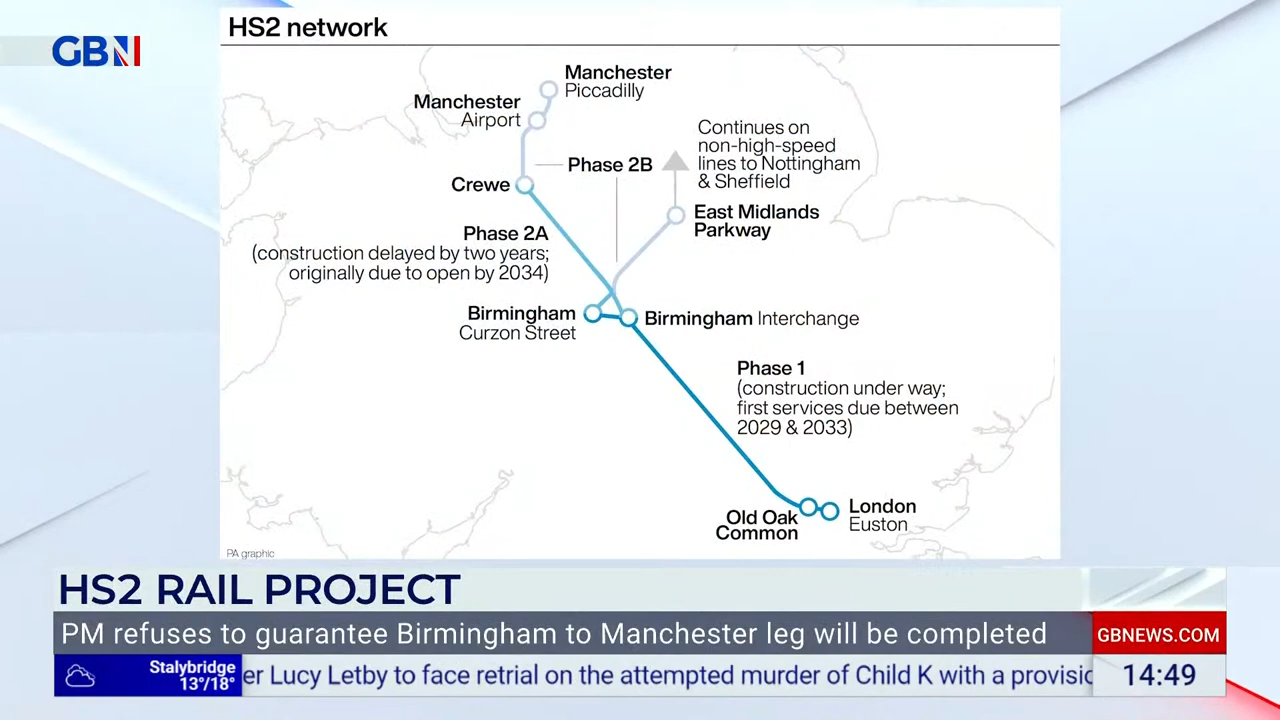 HS2 network
GBN
Manchester
Piccadilly
Manchester
Airport
Continues on
non-high-speed
lines to Nottingham
& Sheffield
Phase 2B
Crewe
East Midlands
Parkway
Phase 2A
(construction delayed by two years;
originally due to open by 2034)
Birmingham
Curzon Street
Birmingham Interchange
Phase 1
(construction under way;
first services due between
2029 & 2033)
Old Oak
Common
London
Euston
PA graphic
HS2 RAIL PROJECT
PM refuses to guarantee Birmingham to Manchester leg will be completed
GBNEWS.COM
Stalybridge
13°/18°
er Lucy Letby to face retrial on the attempted murder of Child K with a provisic
14:49